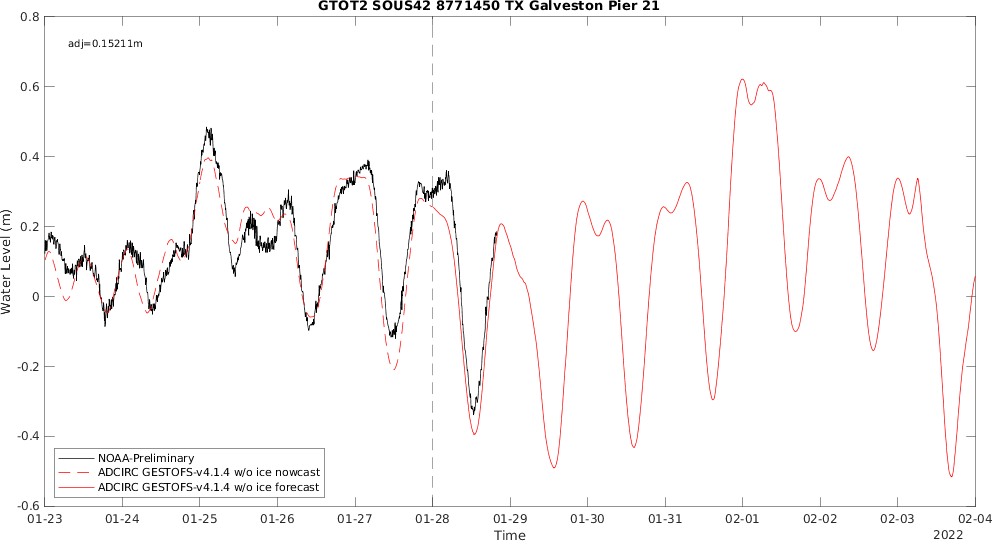 GTOT2 SOUS42 8771450 TX Galveston Pier 21
adj=0.15211m
Water Level (m)
0.8
0.6
0.4
0.2
0
-0.2
-0.4
-0.6
NOAA-Preliminary
ADCIRC GESTOFS-v4.1.4 w/o ice nowcast
ADCIRC GESTOFS-v4.1.4 w/o ice forecast
01-23 01-24 01-25 01-26 01-27 01-28 01-29 01-30 01-31 02-01 02-02 02-03 02-04
Time
2022